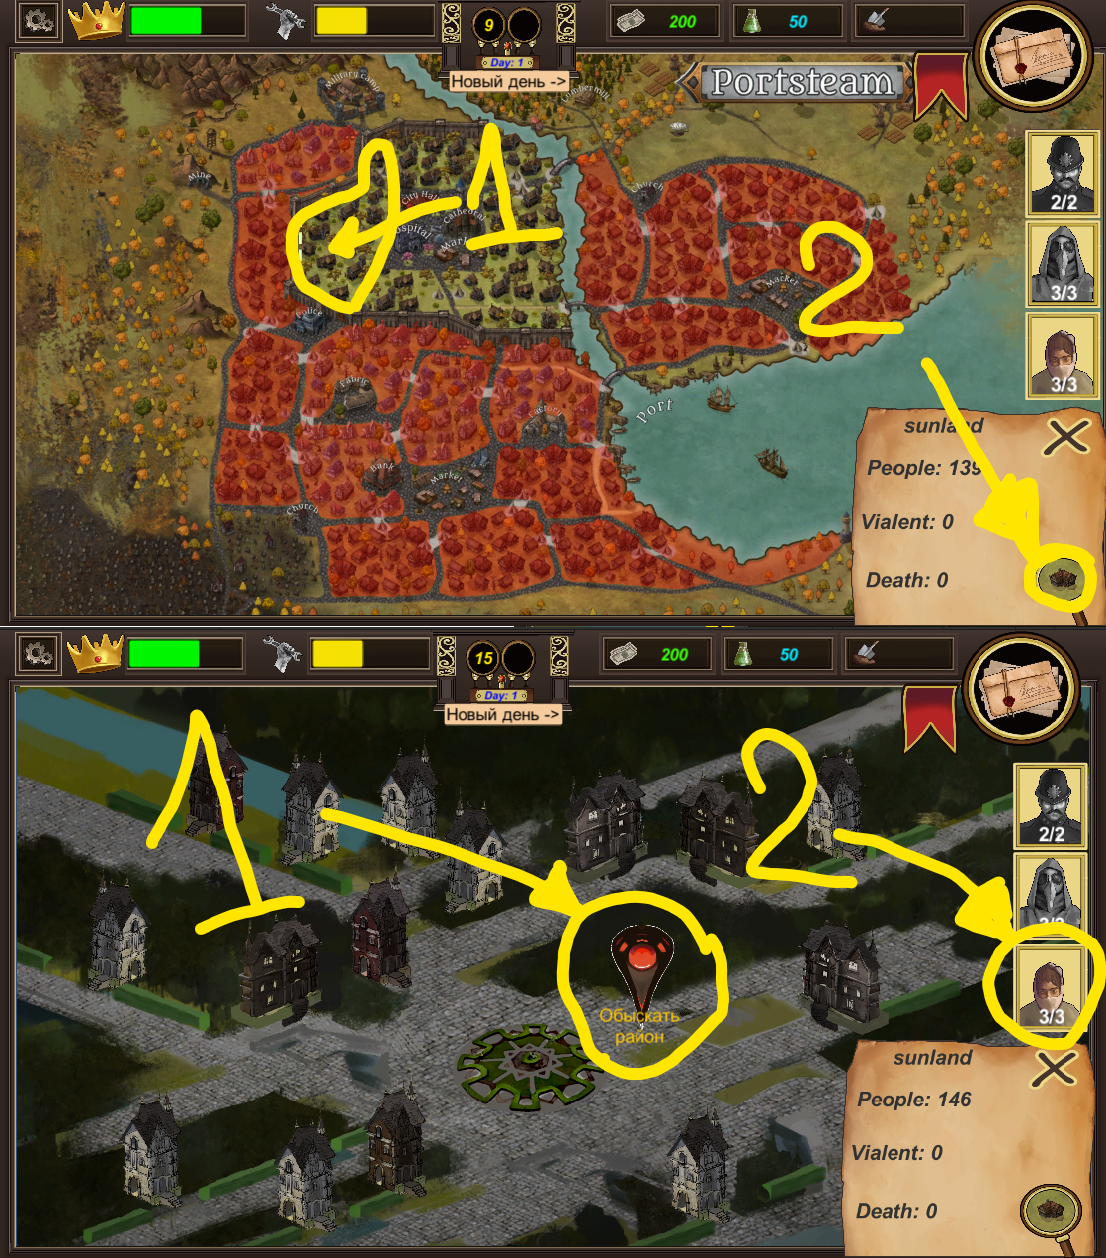 9
Day: 1
Новый день ->
200
50
Portsteam
Military Camp
Lumbermill
Mine
City Hall
Cathedral
Church
1
2
Market
Police
2/2
3/3
3/3
Fabric
Factory
Port
Bank
Market
Church
sunland
People: 139
Vialent: 0
Death: 0
15
Day: 1
Новый день ->
200
50
1
2
2/2
3/3
Обыскать
район
sunland
People: 146
Vialent: 0
Death: 0